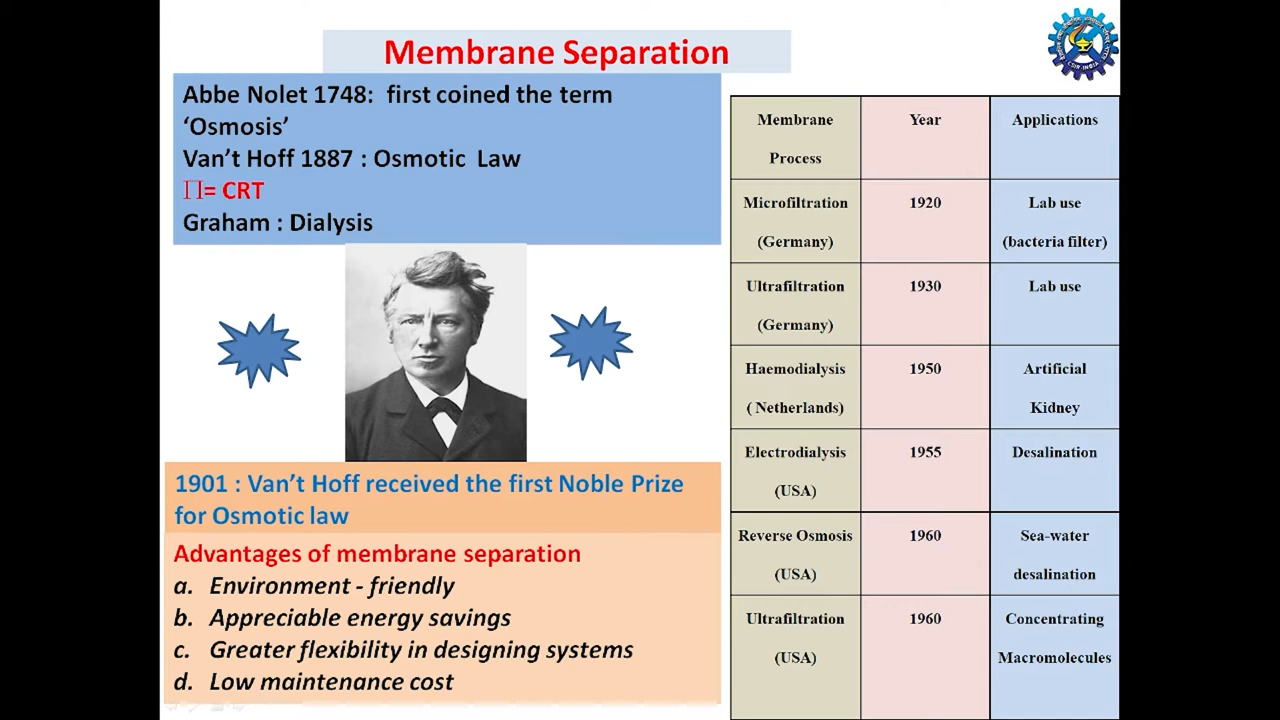 Membrane Separation
Abbe Nolet 1748: first coined the term
‘Osmosis’
Van’t Hoff 1887 : Osmotic Law
∏= CRT
Graham : Dialysis
1901 : Van’t Hoff received the first Noble Prize
for Osmotic law
Advantages of membrane separation
a. Environment - friendly
b. Appreciable energy savings
c. Greater flexibility in designing systems
d. Low maintenance cost
Membrane Year Applications
Process
Microfiltration 1920 Lab use
(Germany) (bacteria filter)
Ultrafiltration 1930 Lab use
(Germany)
Haemodialysis 1950 Artificial
( Netherlands) Kidney
Electrodialysis 1955 Desalination
(USA)
Reverse Osmosis 1960 Sea-water
(USA) desalination
Ultrafiltration 1960 Concentrating
(USA) Macromolecules
CSIR-INDIA